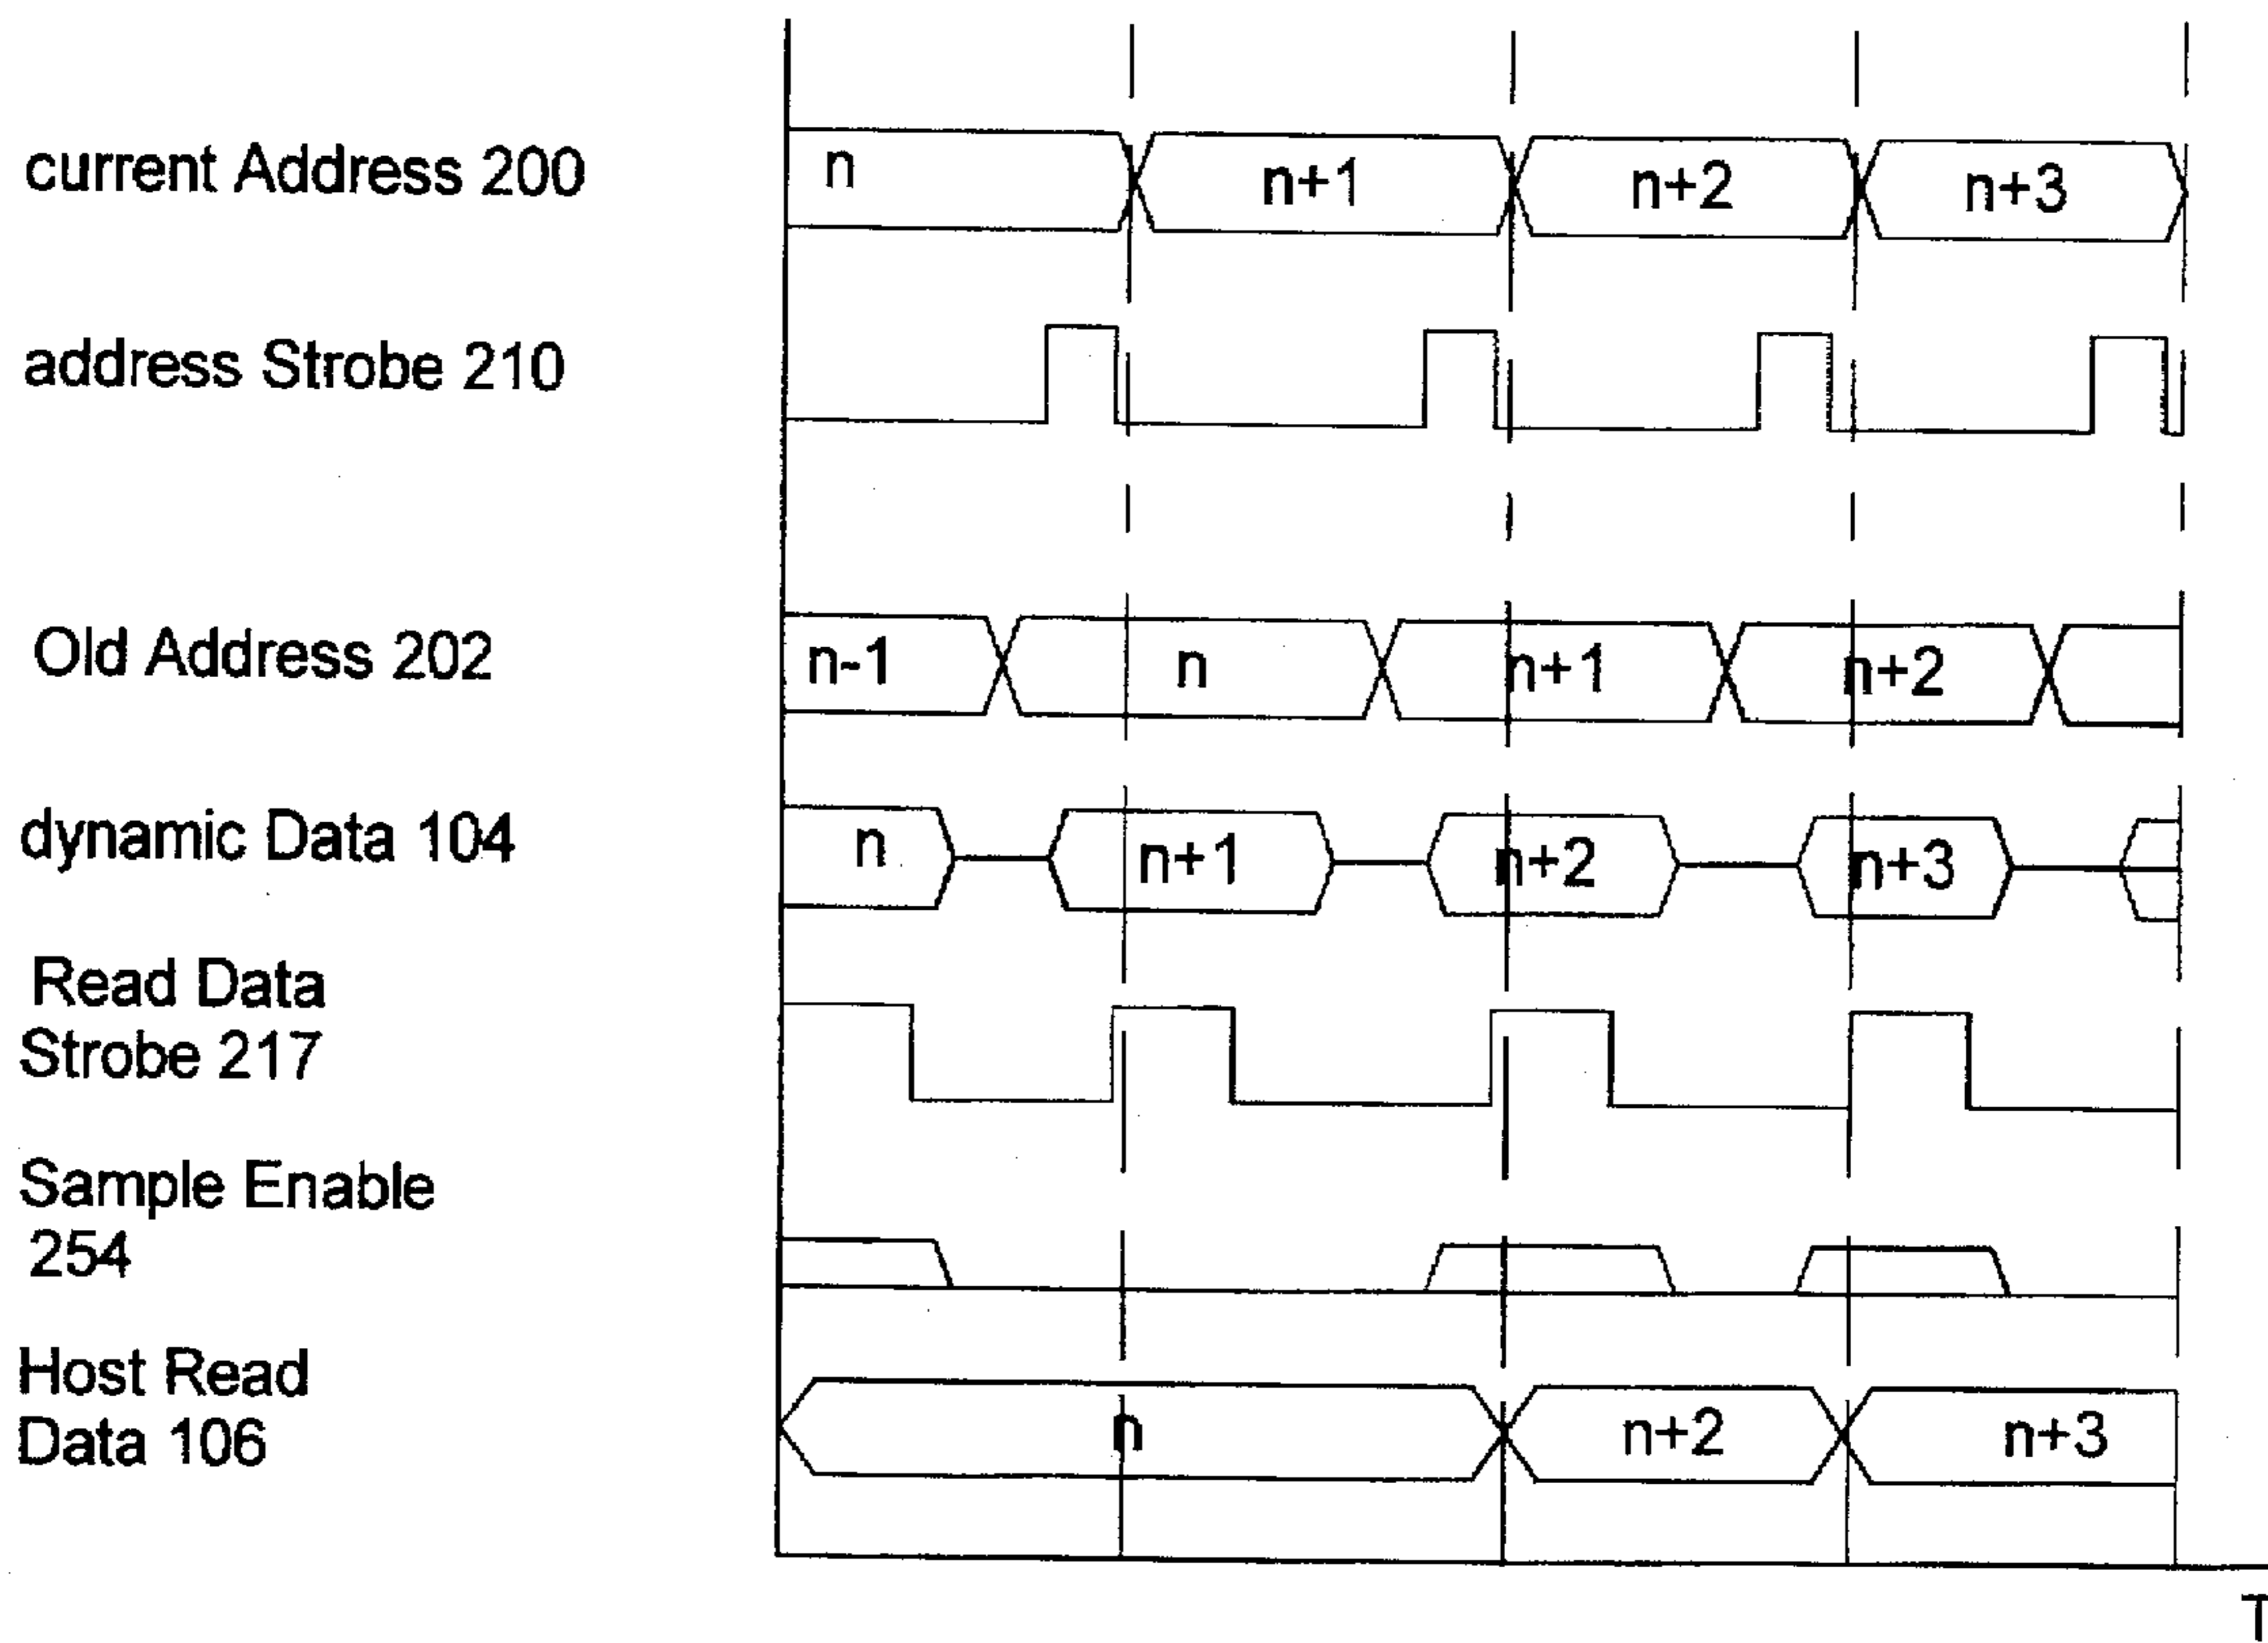 current Address 200
n n+1 n+2 n+3
address Strobe 210
Old Address 202
n-1 n n+1 n+2
dynamic Data 104
n n+1 n+2 n+3
Read Data
Strobe 217
Sample Enable
254
Host Read
Data 106
n n+2 n+3
T